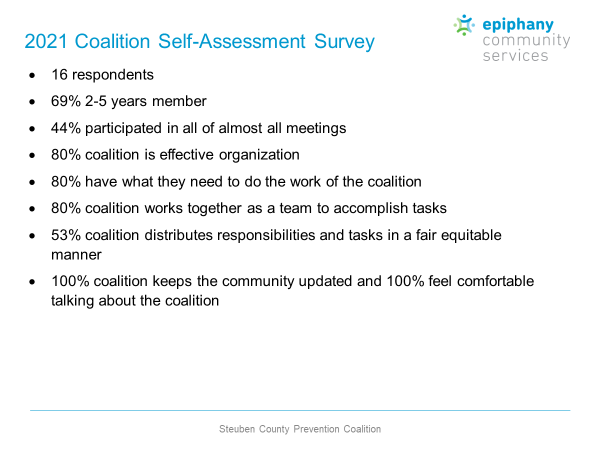 2021 Coalition Self-Assessment Survey
epiphany
community
services
• 16 respondents
• 69% 2-5 years member
• 44% participated in all of almost all meetings
• 80% coalition is effective organization
• 80% have what they need to do the work of the coalition
• 80% coalition works together as a team to accomplish tasks
• 53% coalition distributes responsibilities and tasks in a fair equitable
manner
• 100% coalition keeps the community updated and 100% feel comfortable
talking about the coalition
Steuben County Prevention Coalition